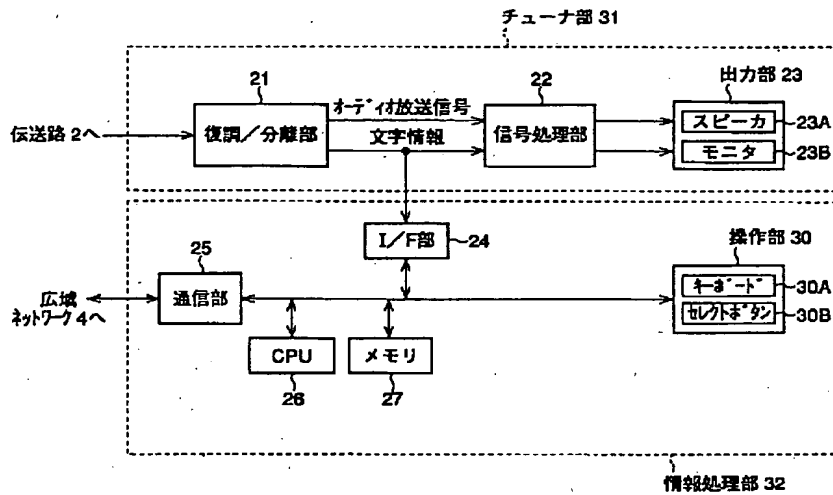 チューナ部 31
21
オーディオ放送信号
22
出力部 23
伝送路 2へ
復調/分離部
文字情報
信号処理部
スピーカ
23A
モニタ
23B
I/F部
24
操作部 30
25
広域
ネットワーク 4へ
通信部
キーボード
30A
セレクトボタン
30B
CPU
メモリ
26
27
情報処理部 32